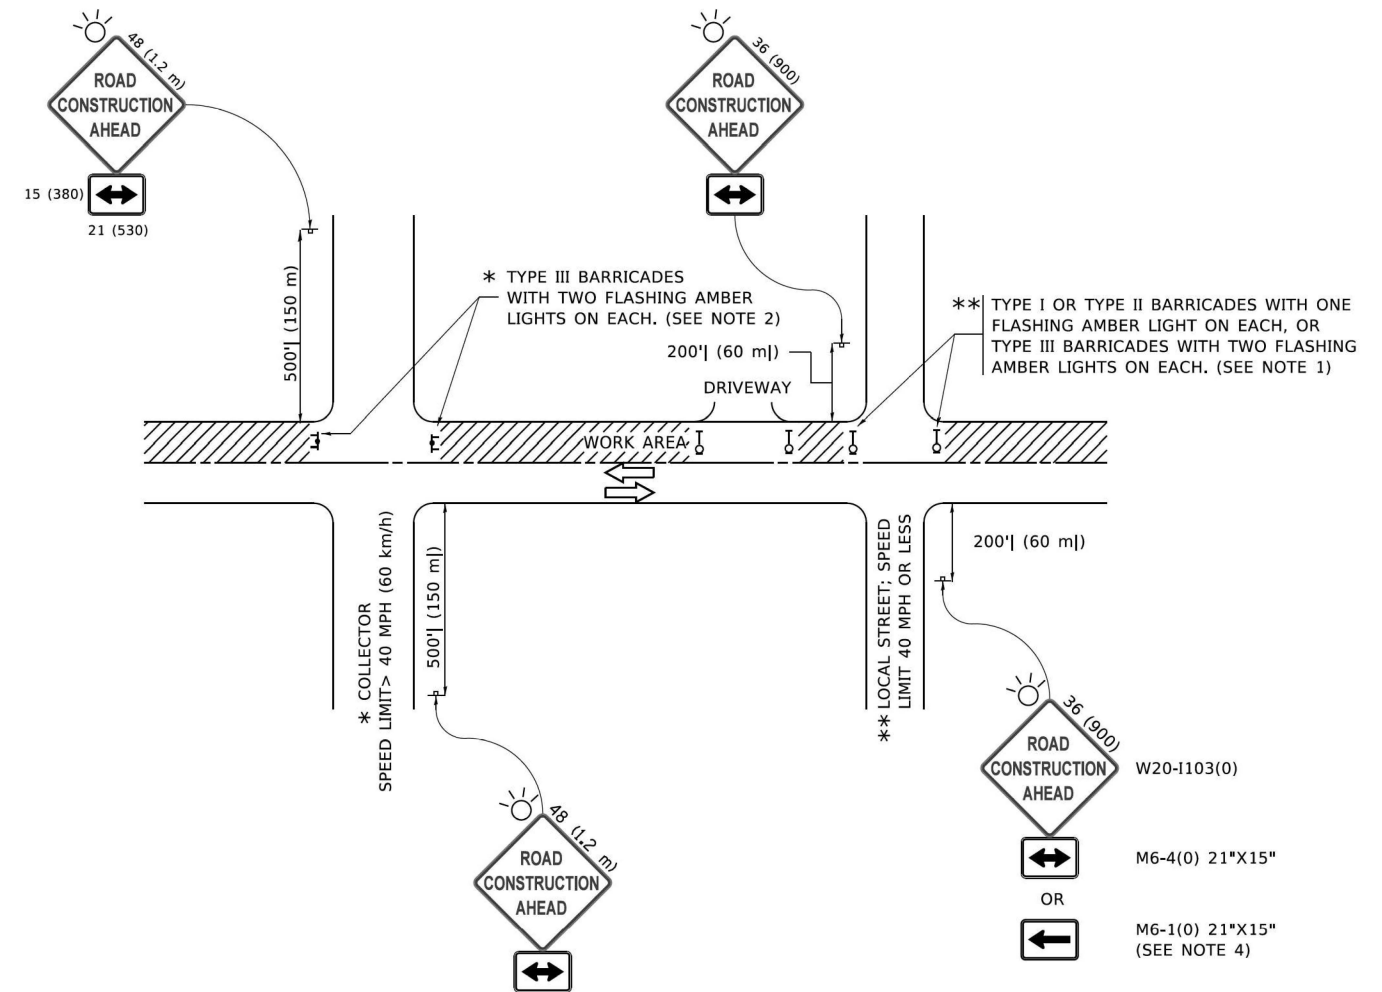 48 (1.2 m)
ROAD
CONSTRUCTION
AHEAD
15 (380)
21 (530)
36 (900)
ROAD
CONSTRUCTION
AHEAD
500'| (150 m)
* TYPE III BARRICADES
WITH TWO FLASHING AMBER
LIGHTS ON EACH. (SEE NOTE 2)
200'| (60 m|)
DRIVEWAY
** TYPE I OR TYPE II BARRICADES WITH ONE
FLASHING AMBER LIGHT ON EACH, OR
TYPE III BARRICADES WITH TWO FLASHING
AMBER LIGHTS ON EACH. (SEE NOTE 1)
WORK AREA
* COLLECTOR
SPEED LIMIT> 40 MPH (60 km/h)
500'| (150 m|)
** LOCAL STREET; SPEED
LIMIT 40 MPH OR LESS
200'| (60 m|)
48 (1.2 m)
ROAD
CONSTRUCTION
AHEAD
36 (900)
ROAD
CONSTRUCTION
AHEAD
W20-I103(0)
M6-4(0) 21"X15"
OR
M6-1(0) 21"X15"
(SEE NOTE 4)